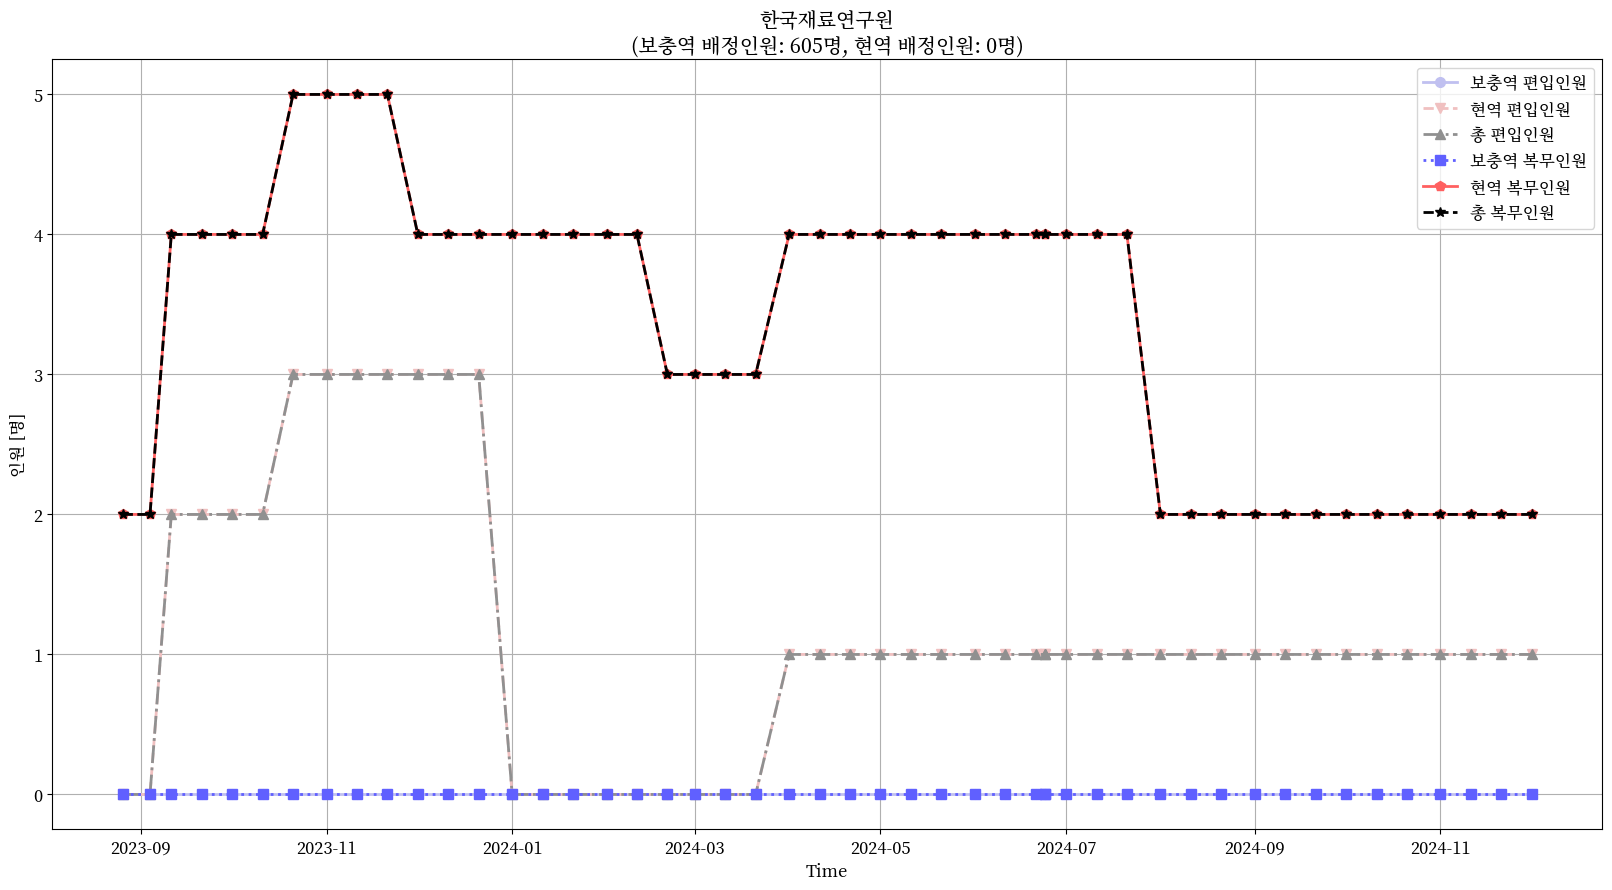 한국재료연구원
(보충역 배정인원: 605명, 현역 배정인원: 0명)
보충역 편입인원
현역 편입인원
총 편입인원
보충역 복무인원
현역 복무인원
총 복무인원
인원 [명]
5
4
3
2
1
0
2023-09
2023-11
2024-01
2024-03
2024-05
2024-07
2024-09
2024-11
Time